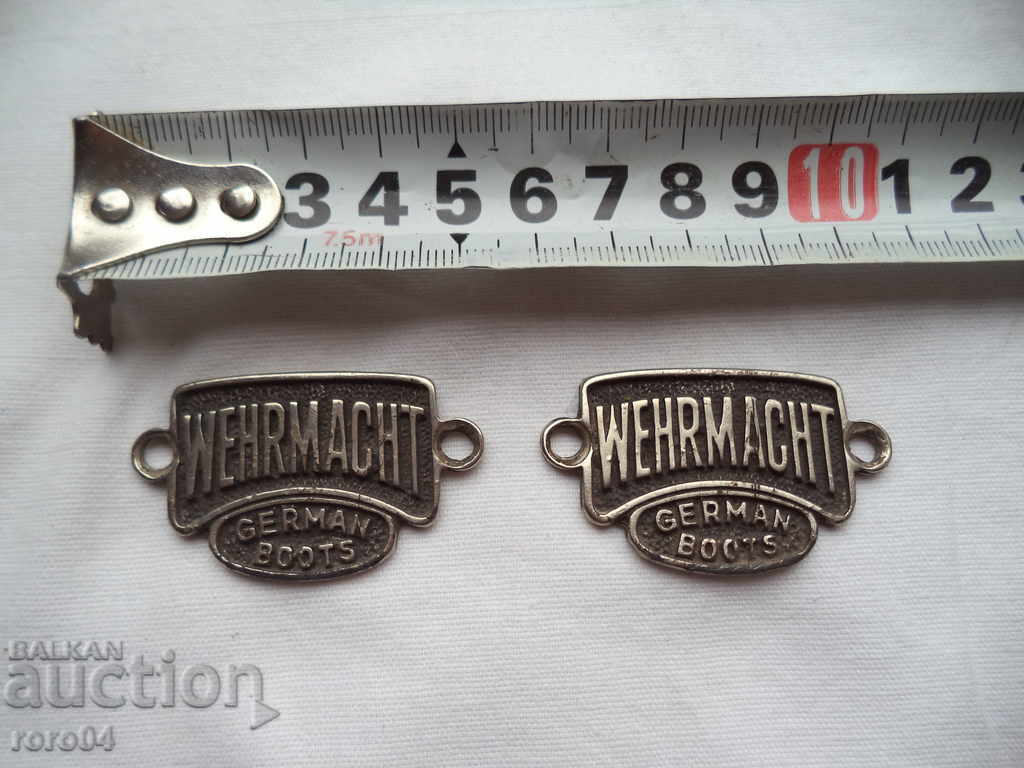 3 4 5 6 7 8 9 10 1 2
7.5m
WEHRMACHT
GERMAN
BOOTS
WEHRMACHT
GERMAN
BOOTS
BALKAN
auction
roro04